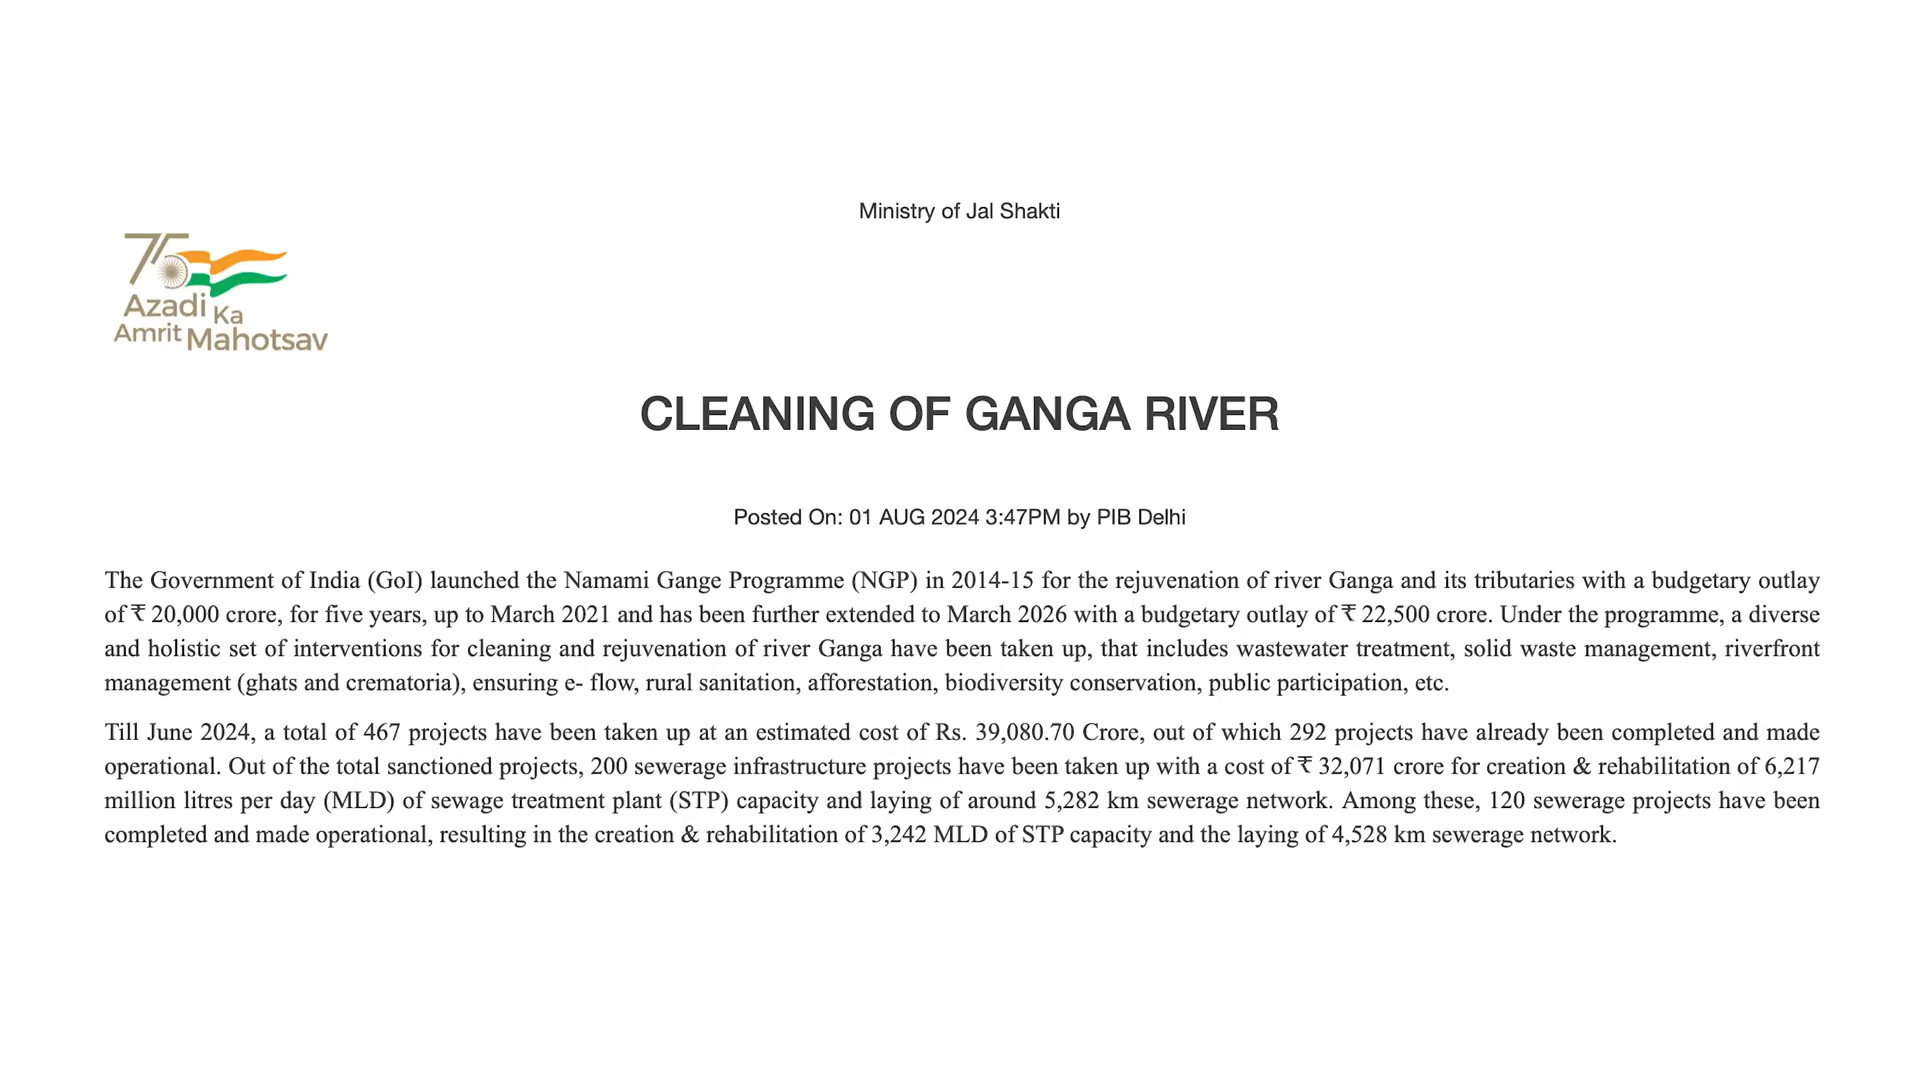 Ministry of Jal Shakti
75
Azadi Ka
Amrit Mahotsav
CLEANING OF GANGA RIVER
Posted On: 01 AUG 2024 3:47PM by PIB Delhi
The Government of India (GoI) launched the Namami Gange Programme (NGP) in 2014-15 for the rejuvenation of river Ganga and its tributaries with a budgetary outlay
of ₹ 20,000 crore, for five years, up to March 2021 and has been further extended to March 2026 with a budgetary outlay of ₹ 22,500 crore. Under the programme, a diverse
and holistic set of interventions for cleaning and rejuvenation of river Ganga have been taken up, that includes wastewater treatment, solid waste management, riverfront
management (ghats and crematoria), ensuring e- flow, rural sanitation, afforestation, biodiversity conservation, public participation, etc.
Till June 2024, a total of 467 projects have been taken up at an estimated cost of Rs. 39,080.70 Crore, out of which 292 projects have already been completed and made
operational. Out of the total sanctioned projects, 200 sewerage infrastructure projects have been taken up with a cost of ₹ 32,071 crore for creation & rehabilitation of 6,217
million litres per day (MLD) of sewage treatment plant (STP) capacity and laying of around 5,282 km sewerage network. Among these, 120 sewerage projects have been
completed and made operational, resulting in the creation & rehabilitation of 3,242 MLD of STP capacity and the laying of 4,528 km sewerage network.